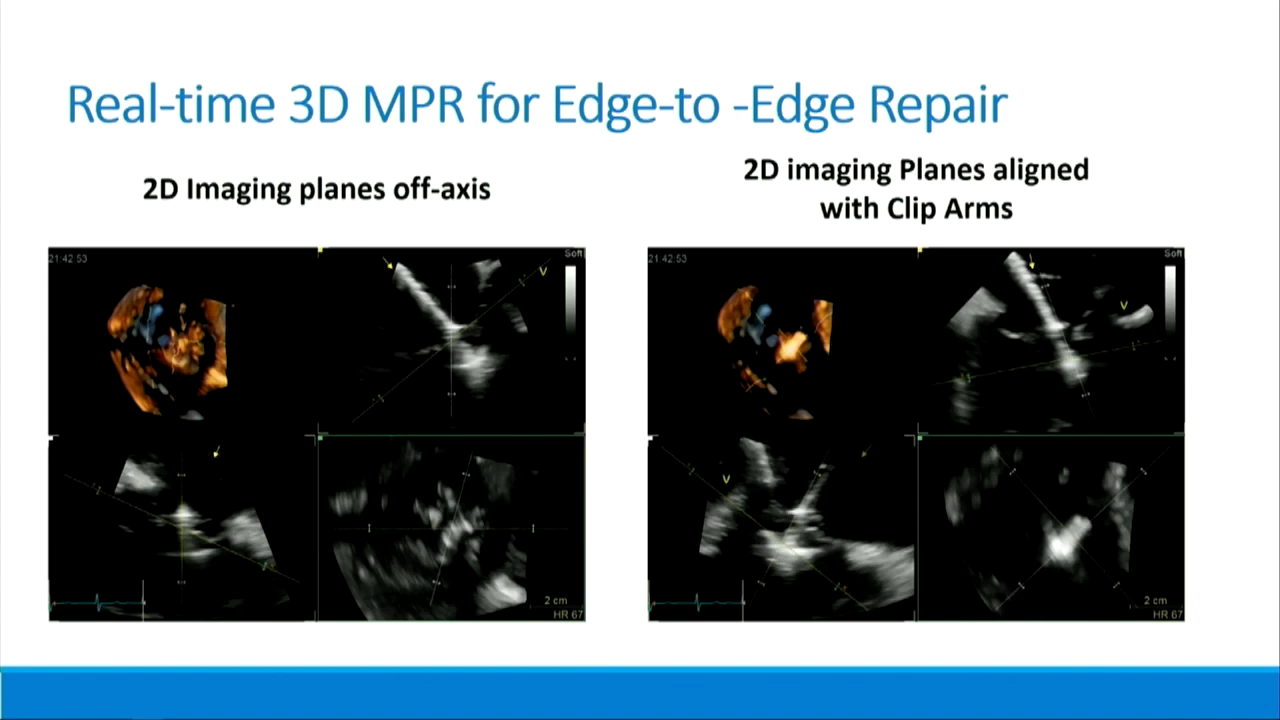 Real-time 3D MPR for Edge-to -Edge Repair
2D Imaging planes off-axis
2D imaging Planes aligned
with Clip Arms
21:42:53
Soft
V
2 cm
HR 67
21:42:53
Soft
V
V
2 cm
HR 67